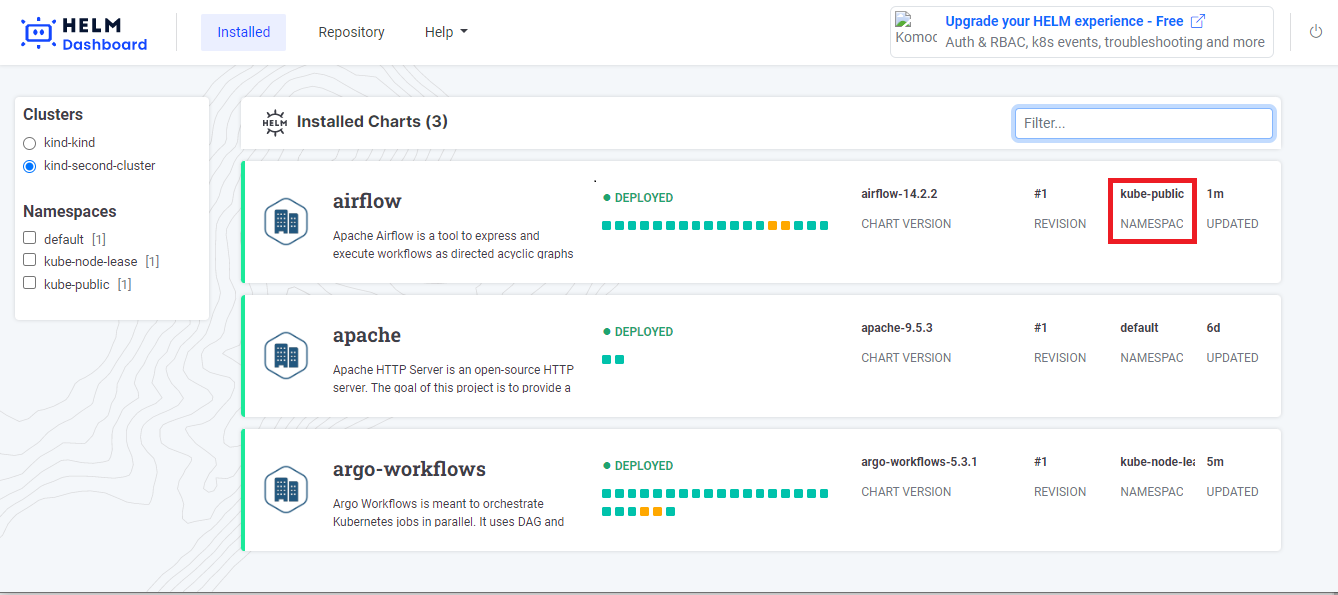 HELM
Dashboard
Installed
Repository
Help
Komoc
Upgrade your HELM experience - Free
Auth & RBAC, k8s events, troubleshooting and more
Clusters
kind-kind
kind-second-cluster
Namespaces
default [1]
kube-node-lease [1]
kube-public [1]
HELM
Installed Charts (3)
Filter...
airflow
Apache Airflow is a tool to express and
execute workflows as directed acyclic graphs
DEPLOYED
airflow-14.2.2
CHART VERSION
#1
REVISION
kube-public
NAMESPAC
1m
UPDATED
apache
Apache HTTP Server is an open-source HTTP
server. The goal of this project is to provide a
DEPLOYED
apache-9.5.3
CHART VERSION
#1
REVISION
default
NAMESPAC
6d
UPDATED
argo-workflows
Argo Workflows is meant to orchestrate
Kubernetes jobs in parallel. It uses DAG and
DEPLOYED
argo-workflows-5.3.1
CHART VERSION
#1
REVISION
kube-node-lea
NAMESPAC
5m
UPDATED